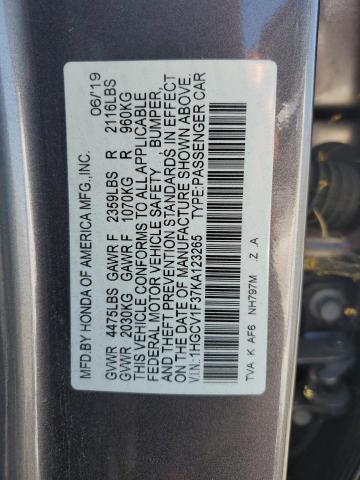 MFD.BY HONDA OF AMERICA MFG.,INC. 06/19
GVWR 4475LBS GAWR F 2359LBS R 2116LBS
GVWR 2030KG GAWR F 1070KG R 960KG
THIS VEHICLE CONFORMS TO ALL APPLICABLE
FEDERAL MOTOR VEHICLE SAFETY , BUMPER,
AND THEFT PREVENTION STANDARDS IN EFFECT
ON THE DATE OF MANUFACTURE SHOWN ABOVE.
V.I.N.:1HGCV1F37KA123265 TYPE:PASSENGER CAR
TVA K AF6 NH797M Z A